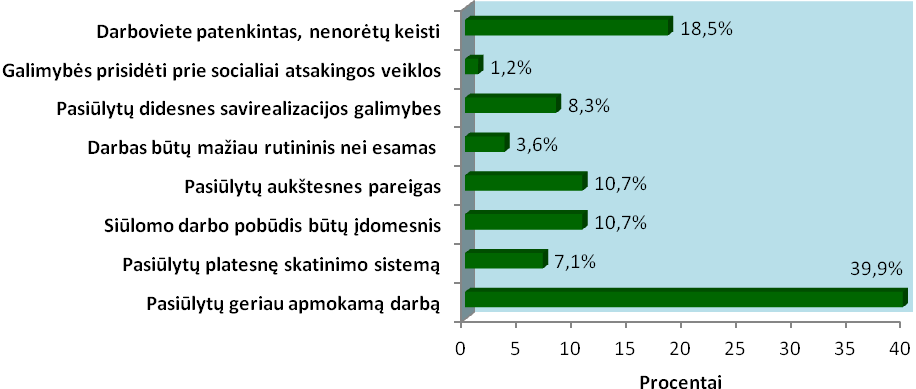 Darboviete patenkintas, nenorėtų keisti 18,5%
Galimybės prisidėti prie socialiai atsakingos veiklos 1,2%
Pasiūlytų didesnes savirealizacijos galimybes 8,3%
Darbas būtų mažiau rutininis nei esamas 3,6%
Pasiūlytų aukštesnes pareigas 10,7%
Siūlomo darbo pobūdis būtų įdomesnis 10,7%
Pasiūlytų platesnę skatinimo sistemą 7,1%
Pasiūlytų geriau apmokamą darbą 39,9%
0 5 10 15 20 25 30 35 40
Procentai